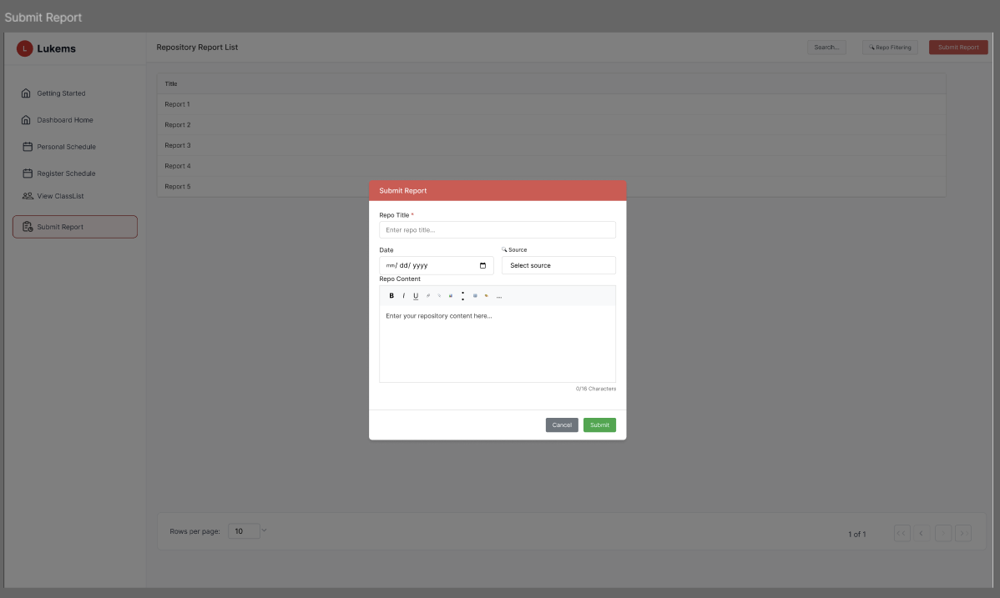 Submit Report
L Lukems
Repository Report List
Search...
Repo Filtering
Submit Report
Getting Started
Dashboard Home
Personal Schedule
Register Schedule
View ClassList
Submit Report
Title
Report 1
Report 2
Report 3
Report 4
Report 5
Submit Report
Repo Title *
Enter repo title...
Date
Source
mm/ dd/ yyyy
Select source
Repo Content
B I U ...
Enter your repository content here...
0/16 Characters
Cancel
Submit
Rows per page: 10
1 of 1
<< < > >>